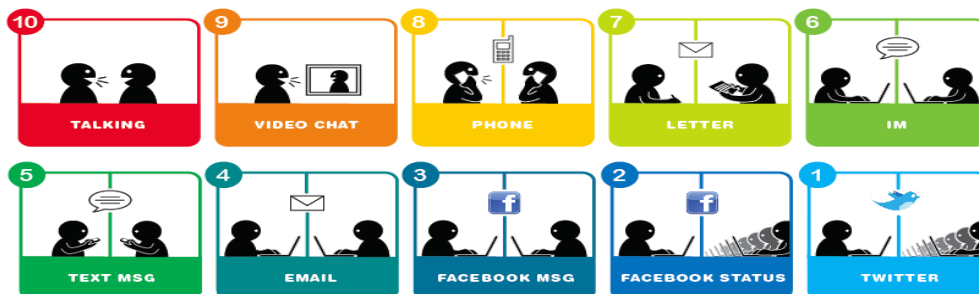 10 9 8 7 6
TALKING VIDEO CHAT PHONE LETTER IM
5 4 3 2 1
f f
TEXT MSG EMAIL FACEBOOK MSG FACEBOOK STATUS TWITTER